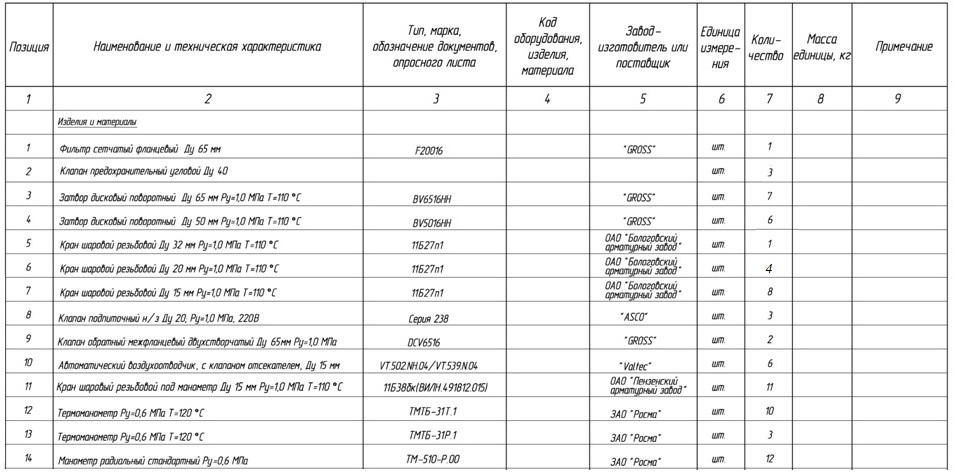 Позиция Наименование и техническая характеристика Тип, марка, обозначение документов, опросного листа Код оборудования, изделия, материала Завод-изготовитель или поставщик Единица измере-ния Коли-чество Масса единицы, кг Примечание
1 2 3 4 5 6 7 8 9
Изделия и материалы
1 Фильтр сетчатый фланцевый Ду 65 мм F20016 "GROSS" шт. 1
2 Клапан предохранительный угловой Ду 40 шт. 3
3 Затвор дисковый поворотный Ду 65 мм Ру=1,0 МПа Т=110 °С BV6516НН "GROSS" шт. 7
4 Затвор дисковый поворотный Ду 50 мм Ру=1,0 МПа Т=110 °С BV5016НН "GROSS" шт. 6
5 Кран шаровой резьбовой Ду 32 мм Ру=1,0 МПа Т=110 °С 11Б27п1 ОАО "Бологовский арматурный завод" шт. 1
6 Кран шаровой резьбовой Ду 20 мм Ру=1,0 МПа Т=110 °С 11Б27п1 ОАО "Бологовский арматурный завод" шт. 4
7 Кран шаровой резьбовой Ду 15 мм Ру=1,0 МПа Т=110 °С 11Б27п1 ОАО "Бологовский арматурный завод" шт. 8
8 Клапан подпиточный н/з Ду 20, Ру=1,0 МПа, 220В Серия 238 "ASCO" шт. 3
9 Клапан обратный межфланцевый двухстворчатый Ду 65мм Ру=1,0 МПа DCV6516 "GROSS" шт. 2
10 Автоматический воздухоотводчик, с клапаном отсекателем, Ду 15 мм VT.502.NH.04/VT.539.N.04 "Valtec" шт. 6
11 Кран шаровый резьбовой под манометр Ду 15 мм Ру=1,0 МПа Т=110 °С 11Б38бк(ВИЛН.491812.015) ОАО "Пензенский арматурный завод" шт. 11
12 Термоманометр Ру=0,6 МПа Т=120 °С ТМТБ-31Т.1 ЗАО "Росма" шт. 10
13 Термоманометр Ру=0,6 МПа Т=120 °С ТМТБ-31Р.1 ЗАО "Росма" шт. 3
14 Манометр радиальный стандартный Ру=0,6 МПа ТМ-510-Р.00 ЗАО "Росма" шт. 12